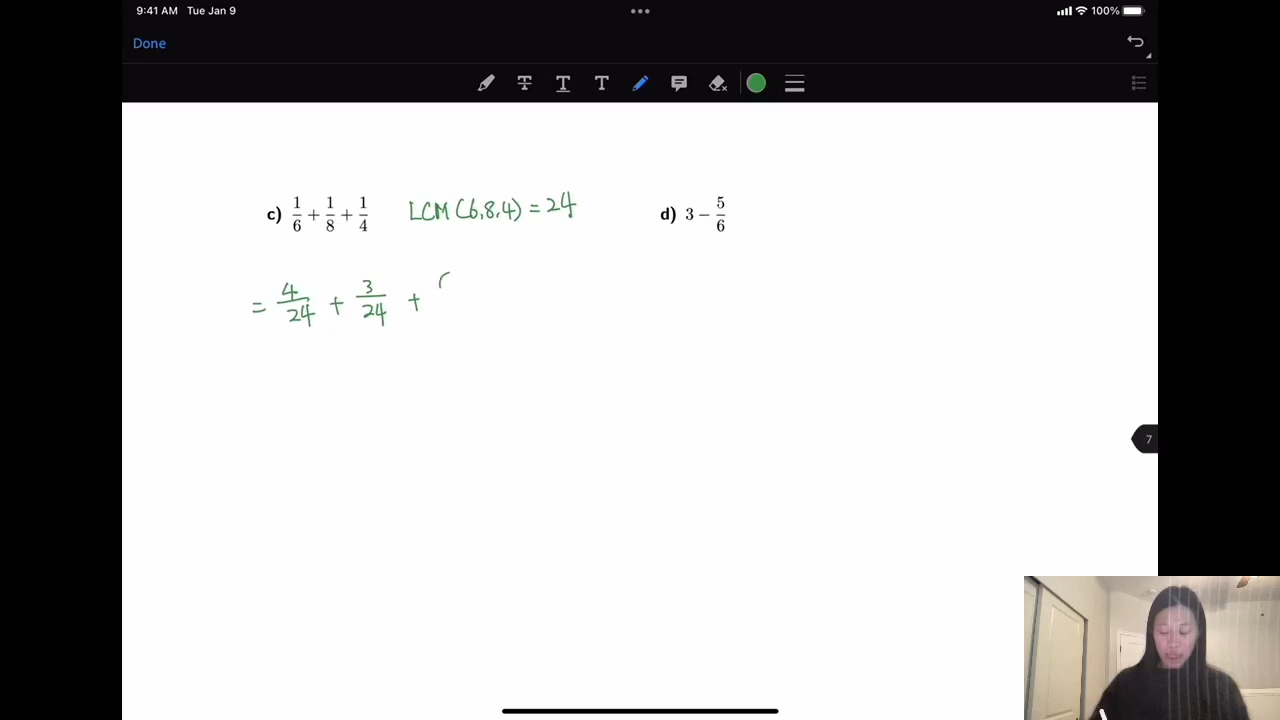 9:41 AM Tue Jan 9
100%
Done
T T T
c) 1/6 + 1/8 + 1/4 LCM (6,8,4) = 24
d) 3 − 5/6
= 4/24 + 3/24 +
7